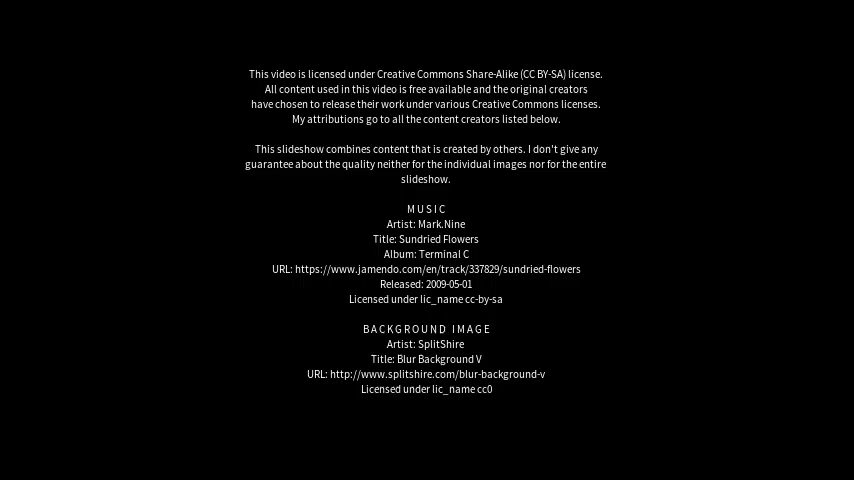 This video is licensed under Creative Commons Share-Alike (CC BY-SA) license.
All content used in this video is free available and the original creators
have chosen to release their work under various Creative Commons licenses.
My attributions go to all the content creators listed below.
This slideshow combines content that is created by others. I don't give any
guarantee about the quality neither for the individual images nor for the entire
slideshow.
MUSIC
Artist: Mark.Nine
Title: Sundried Flowers
Album: Terminal C
URL: https://www.jamendo.com/en/track/337829/sundried-flowers
Released: 2009-05-01
Licensed under lic_name cc-by-sa
BACKGROUND IMAGE
Artist: SplitShire
Title: Blur Background V
URL: http://www.splitshire.com/blur-background-v
Licensed under lic_name cc0